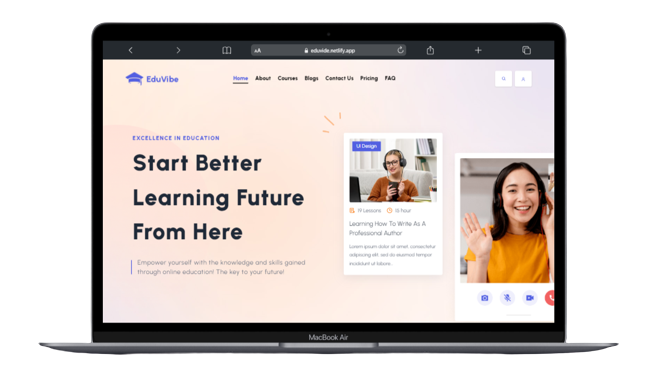 AA
eduvide.netlify.app
EduVibe
Home About Courses Blogs Contact Us Pricing FAQ
EXCELLENCE IN EDUCATION
Start Better
Learning Future
From Here
Empower yourself with the knowledge and skills gained
through online education! The key to your future!
UI Design
19 Lessons 16 hour
Learning How To Write As A
Professional Author
Lorem ipsum dolor sit amet, consectetur
adipiscing elit, sed do eiusmod tempor
incididunt ut labore...
MacBook Air